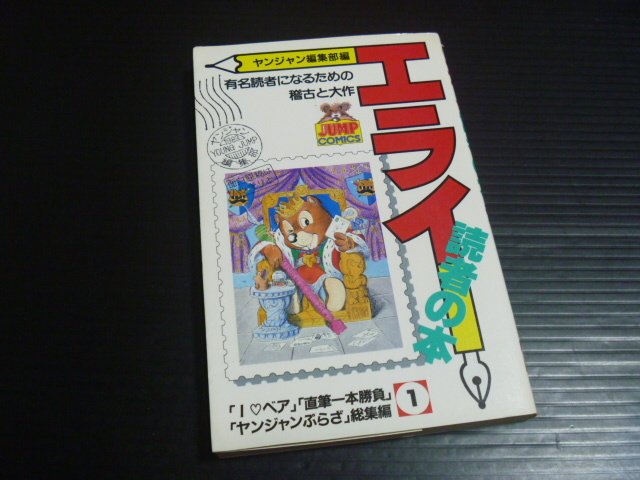 ヤンジャン編集部編
有名読者になるための
稽古と大作
JUMP
COMICS
エライ
読者の本
YOUNG JUMP
「I♡ベア」「直筆一本勝負」
「ヤンジャンぷらざ」総集編
1